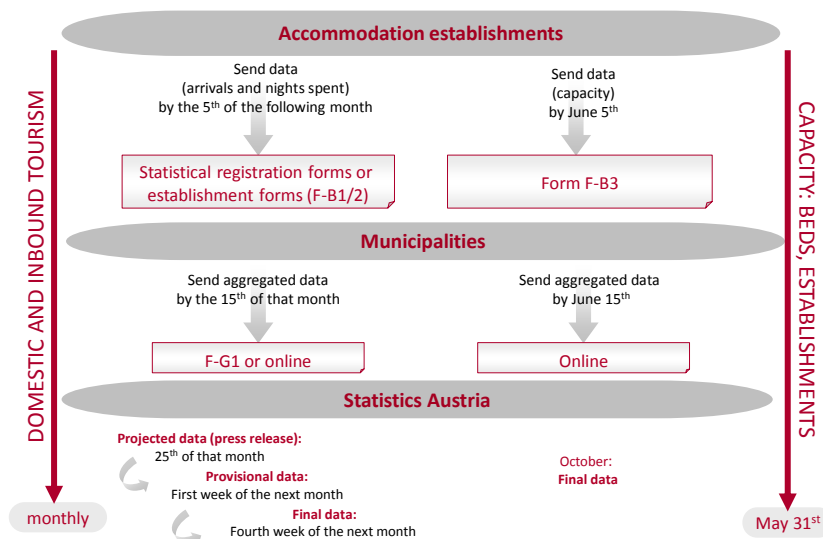 Accommodation establishments
Send data
(arrivals and nights spent)
by the 5th of the following month
Send data
(capacity)
by June 5th
Statistical registration forms or
establishment forms (F-B1/2)
Form F-B3
Municipalities
Send aggregated data
by the 15th of that month
Send aggregated data
by June 15th
F-G1 or online
Online
Statistics Austria
Projected data (press release):
25th of that month
Provisional data:
First week of the next month
Final data:
Fourth week of the next month
October:
Final data
DOMESTIC AND INBOUND TOURISM
monthly
CAPACITY: BEDS, ESTABLISHMENTS
May 31st